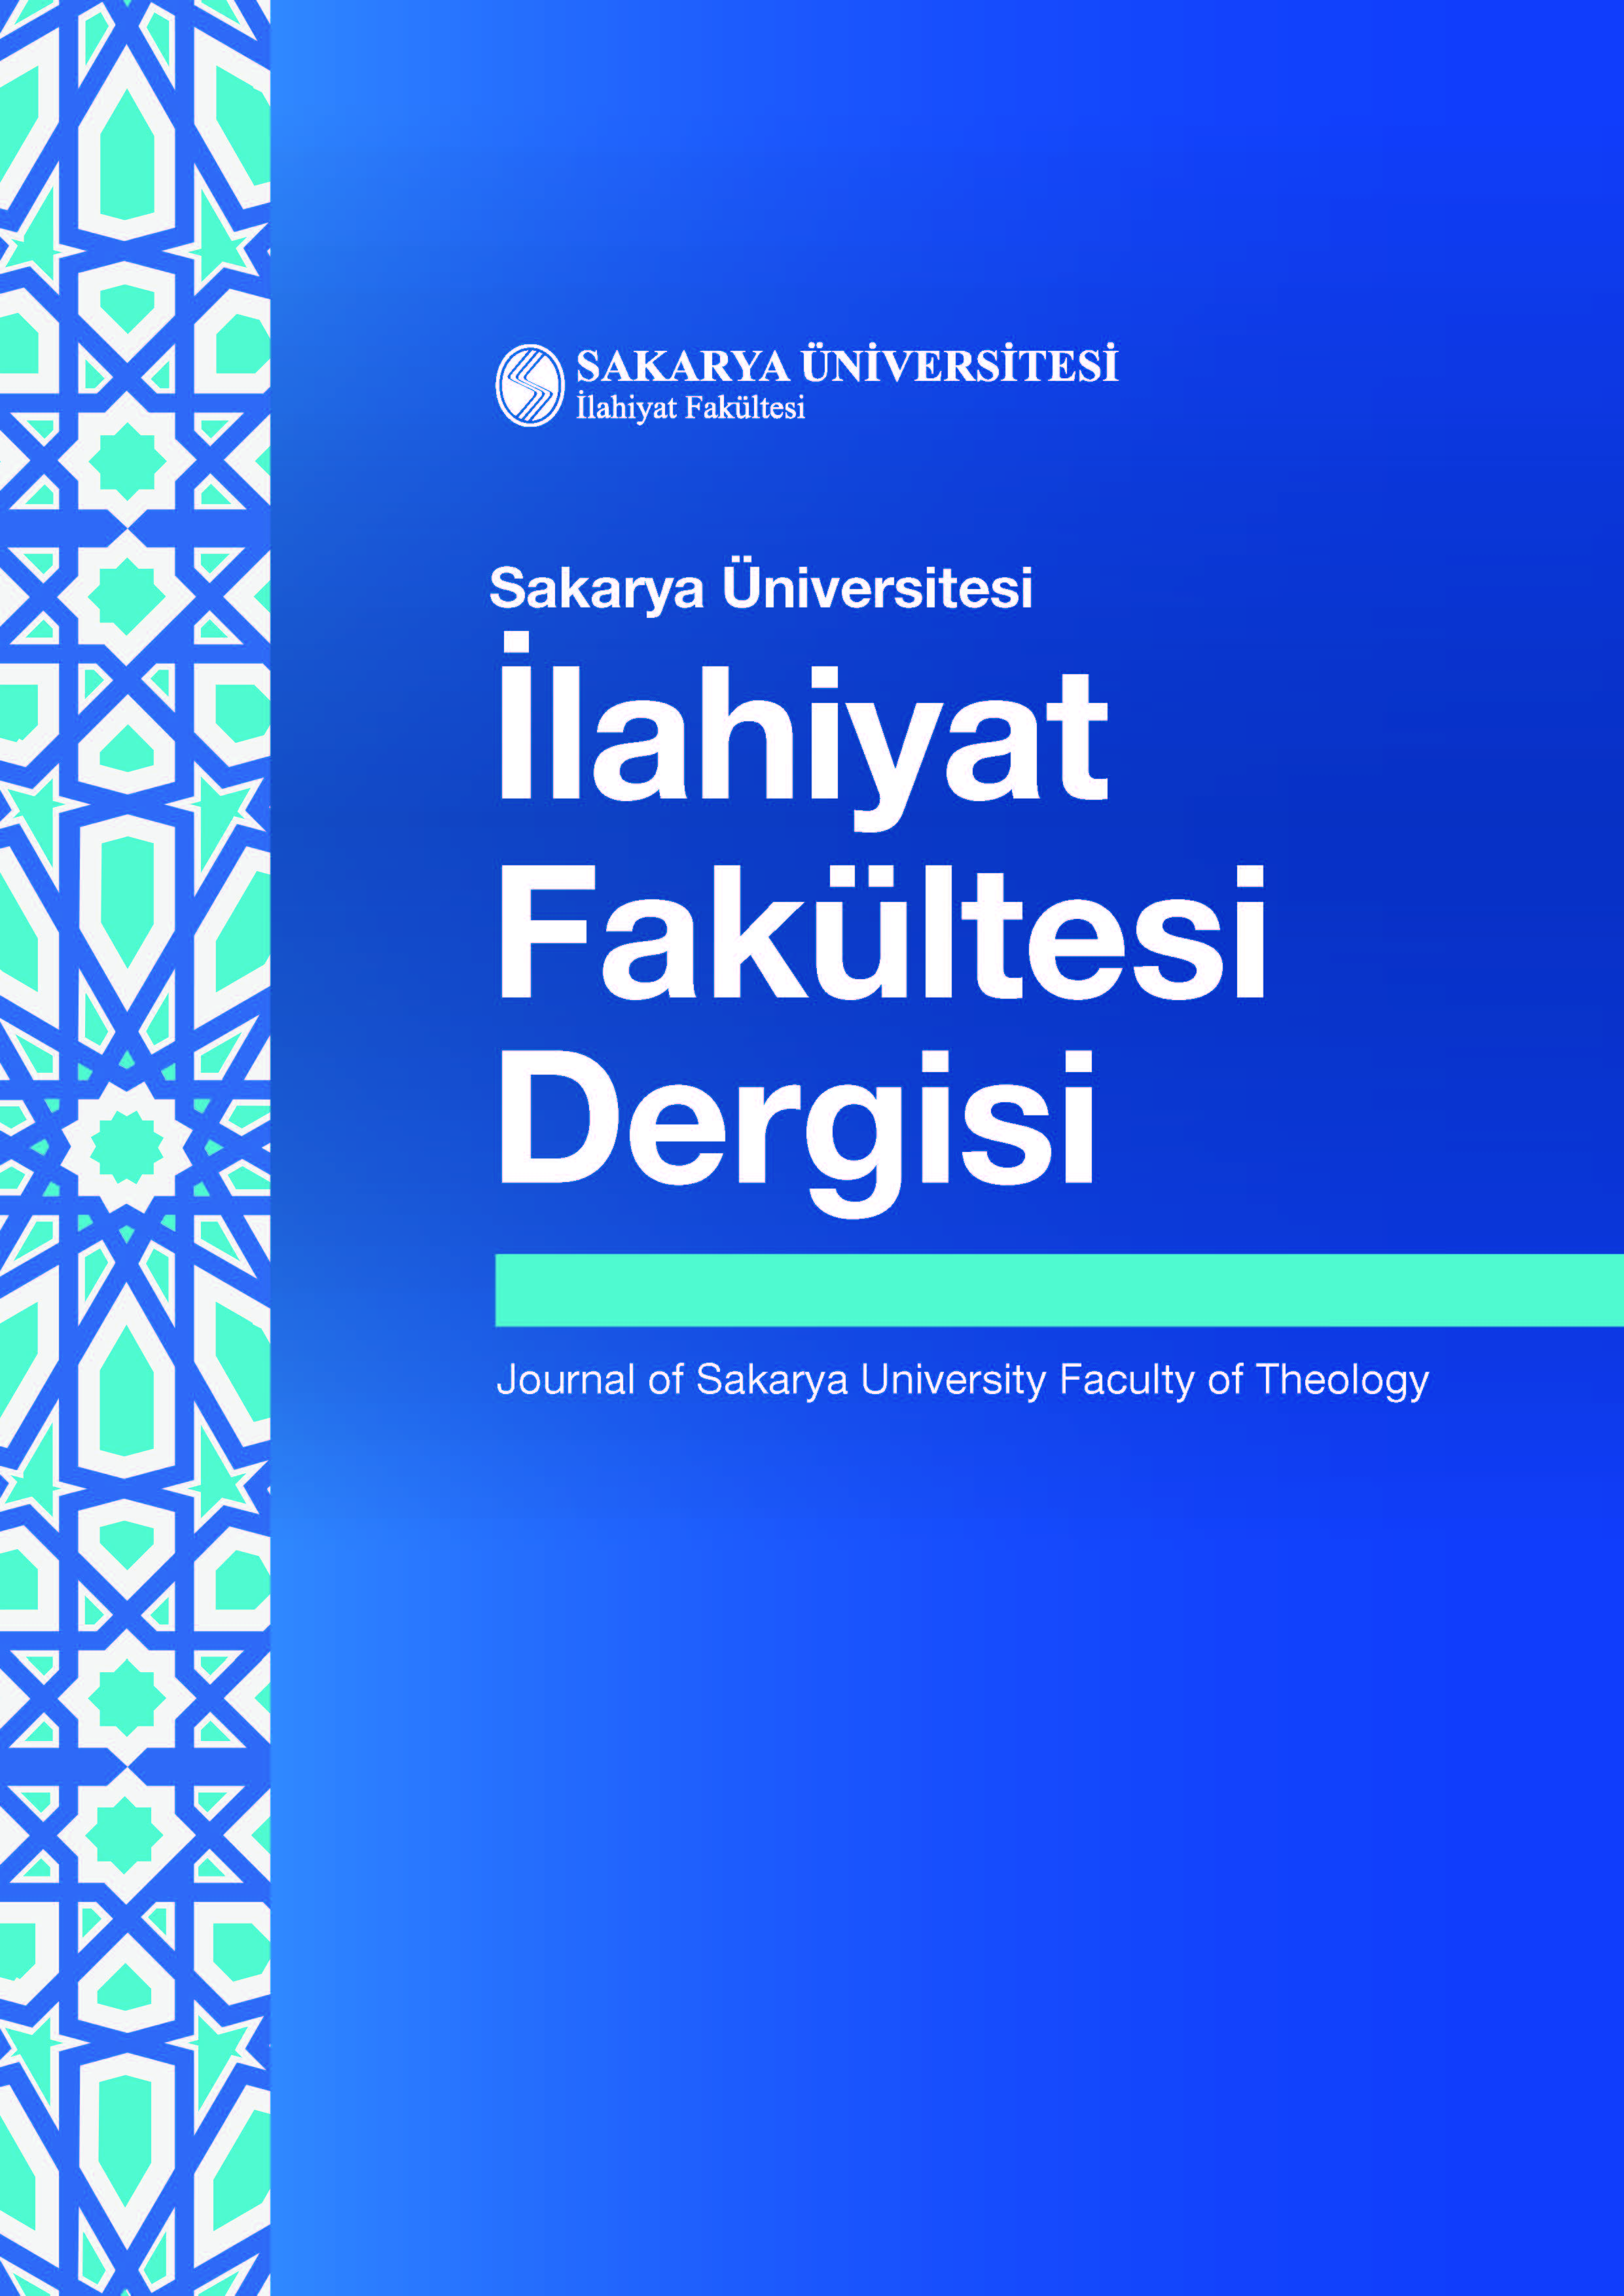 SAKARYA ÜNİVERSİTESİ
İlahiyat Fakültesi
Sakarya Üniversitesi
İlahiyat
Fakültesi
Dergisi
Journal of Sakarya University Faculty of Theology